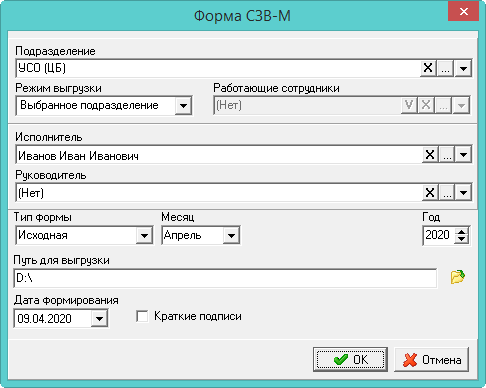 Форма СЗВ-М
Подразделение
УСО (ЦБ)
Режим выгрузки Работающие сотрудники
Выбранное подразделение (Нет)
Исполнитель
Иванов Иван Иванович
Руководитель
(Нет)
Тип формы Месяц Год
Исходная Апрель 2020
Путь для выгрузки
D:\
Дата формирования
09.04.2020 Краткие подписи
OK Отмена